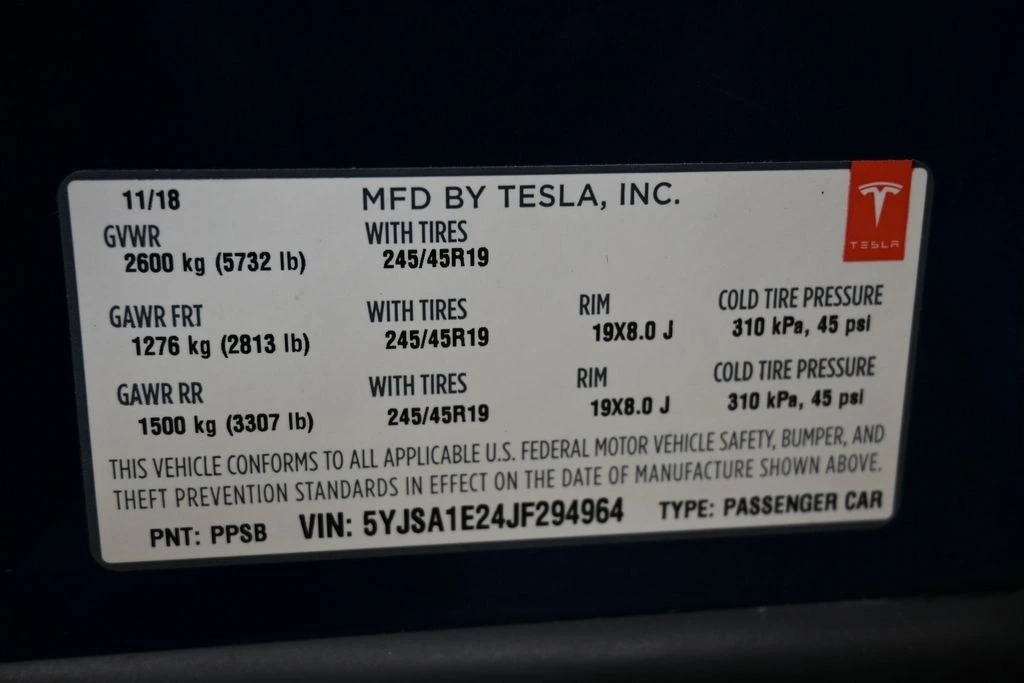 11/18 MFD BY TESLA, INC.
TESLA
GVWR WITH TIRES
2600 kg (5732 lb) 245/45R19
GAWR FRT WITH TIRES RIM COLD TIRE PRESSURE
1276 kg (2813 lb) 245/45R19 19X8.0 J 310 kPa, 45 psi
GAWR RR WITH TIRES RIM COLD TIRE PRESSURE
1500 kg (3307 lb) 245/45R19 19X8.0 J 310 kPa, 45 psi
THIS VEHICLE CONFORMS TO ALL APPLICABLE U.S. FEDERAL MOTOR VEHICLE SAFETY, BUMPER, AND
THEFT PREVENTION STANDARDS IN EFFECT ON THE DATE OF MANUFACTURE SHOWN ABOVE.
PNT: PPSB VIN: 5YJSA1E24JF294964 TYPE: PASSENGER CAR